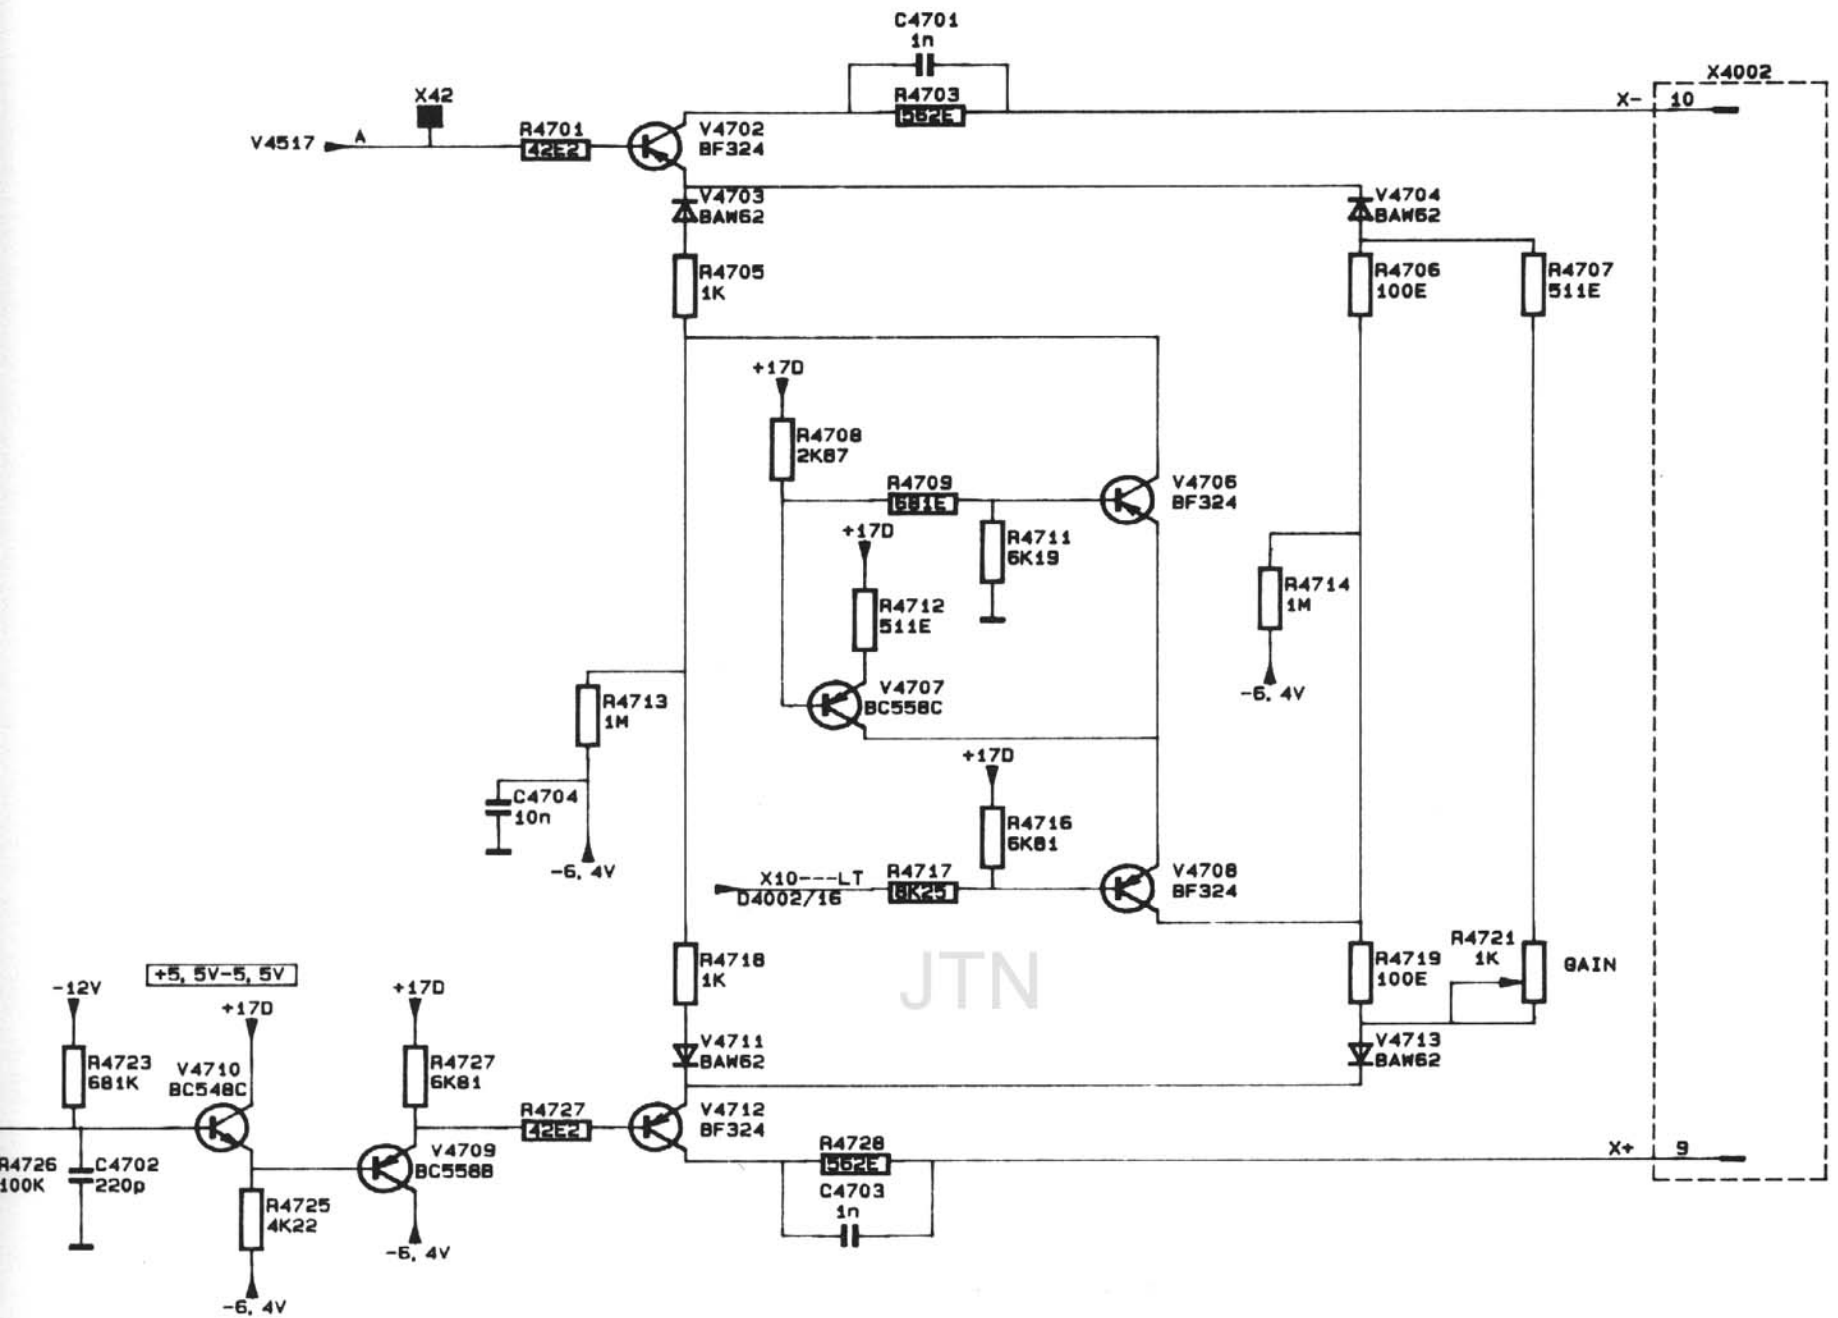 C4701
1n
X4002
X42
R4703
562E
X- 10
V4517
A
R4701
42E2
V4702
BF324
V4703
BAW62
V4704
BAW62
R4705
1K
R4706
100E
R4707
511E
+17D
R4708
2K87
R4709
681E
V4706
BF324
+17D
R4711
6K19
R4712
511E
R4714
1M
V4707
BC558C
-6, 4V
R4713
1M
+17D
C4704
10n
R4716
6K81
-6, 4V
X10---LT
D4002/16
R4717
8K25
V4708
BF324
R4718
1K
JTN
R4719
100E
R4721
1K
GAIN
+5, 5V-5, 5V
-12V
+17D
+17D
R4723
681K
V4710
BC548C
R4727
6K81
V4711
BAW62
V4713
BAW62
R4727
42E2
V4712
BF324
R4726
100K
C4702
220p
V4709
BC558B
R4728
562E
X+ 9
R4725
4K22
C4703
1n
-6, 4V
-6, 4V